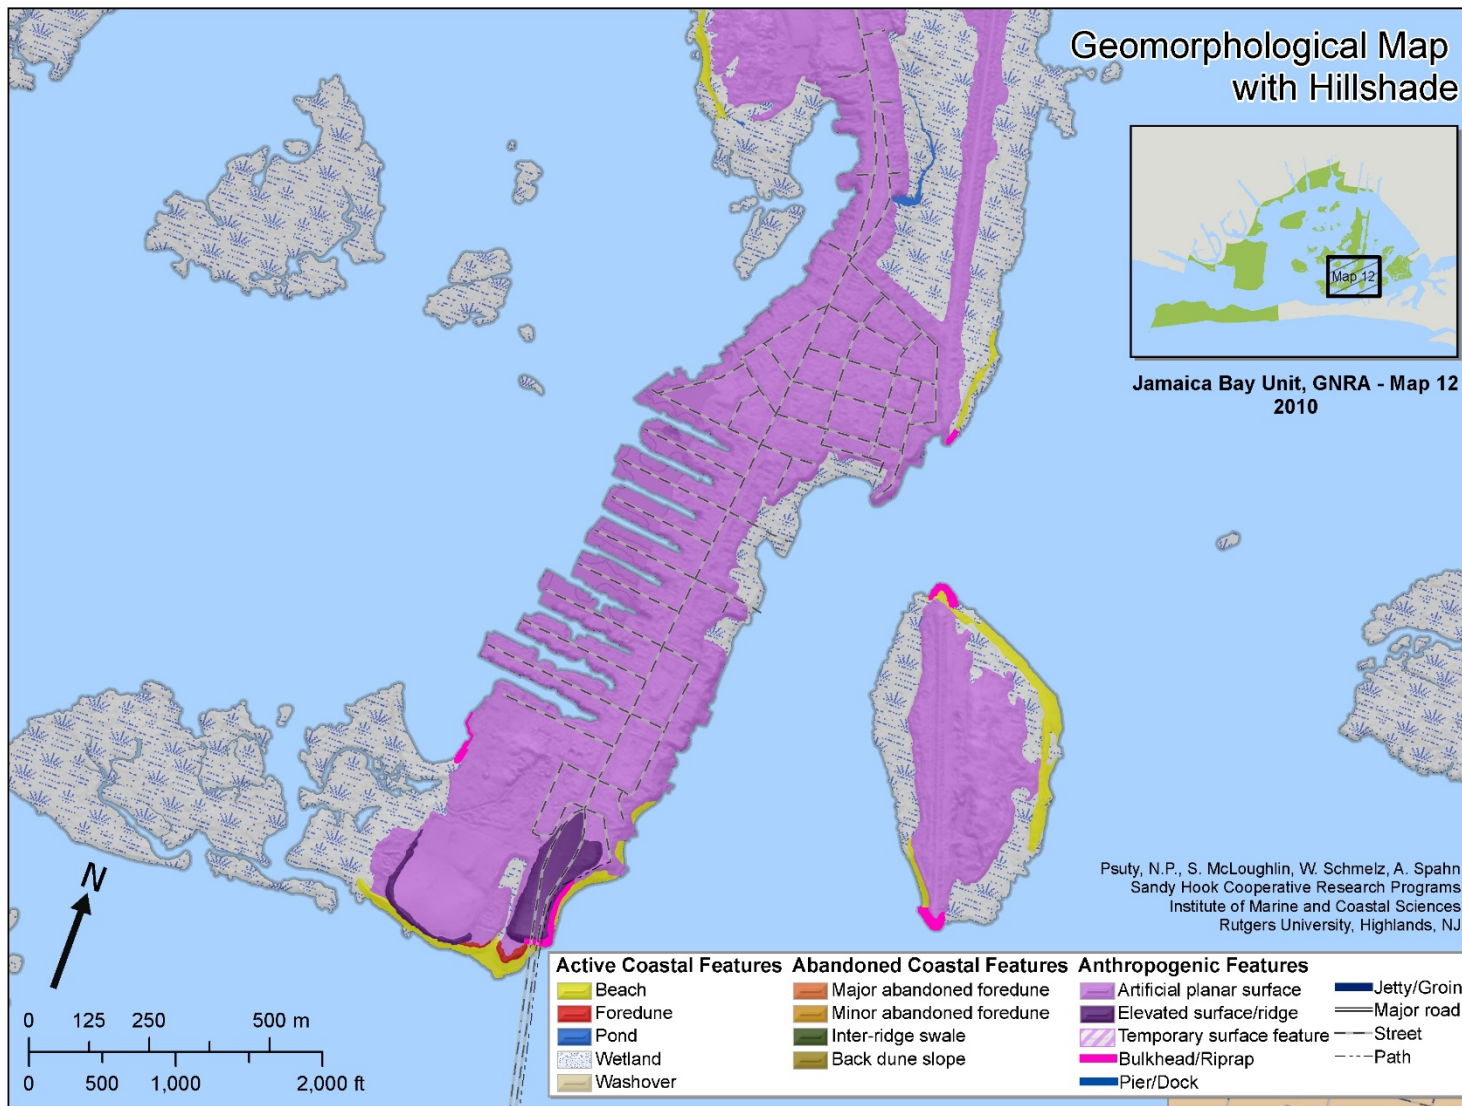 Geomorphological Map
with Hillshade
Map 12
Jamaica Bay Unit, GNRA - Map 12
2010
Psuty, N.P., S. McLoughlin, W. Schmelz, A. Spahn
Sandy Hook Cooperative Research Programs
Institute of Marine and Coastal Sciences
Rutgers University, Highlands, NJ
N
0 125 250 500 m
0 500 1,000 2,000 ft
Active Coastal Features
Beach
Foredune
Pond
Wetland
Washover
Abandoned Coastal Features
Major abandoned foredune
Minor abandoned foredune
Inter-ridge swale
Back dune slope
Anthropogenic Features
Artificial planar surface
Elevated surface/ridge
Temporary surface feature
Bulkhead/Riprap
Pier/Dock
Jetty/Groin
Major road
Street
Path